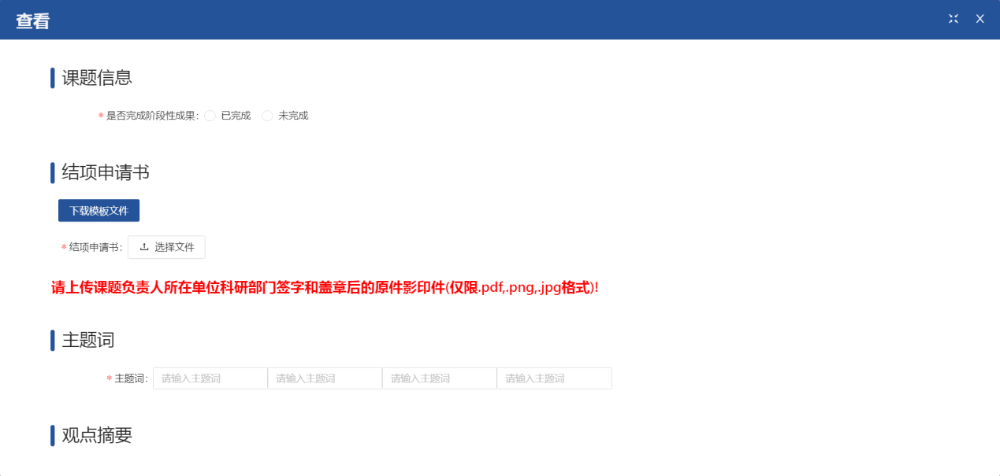 查看
课题信息
* 是否完成阶段性成果: 已完成 未完成
结项申请书
下载模板文件
* 结项申请书: 选择文件
请上传课题负责人所在单位科研部门签字和盖章后的原件影印件(仅限.pdf,.png,.jpg格式)!
主题词
* 主题词: 请输入主题词 请输入主题词 请输入主题词 请输入主题词
观点摘要